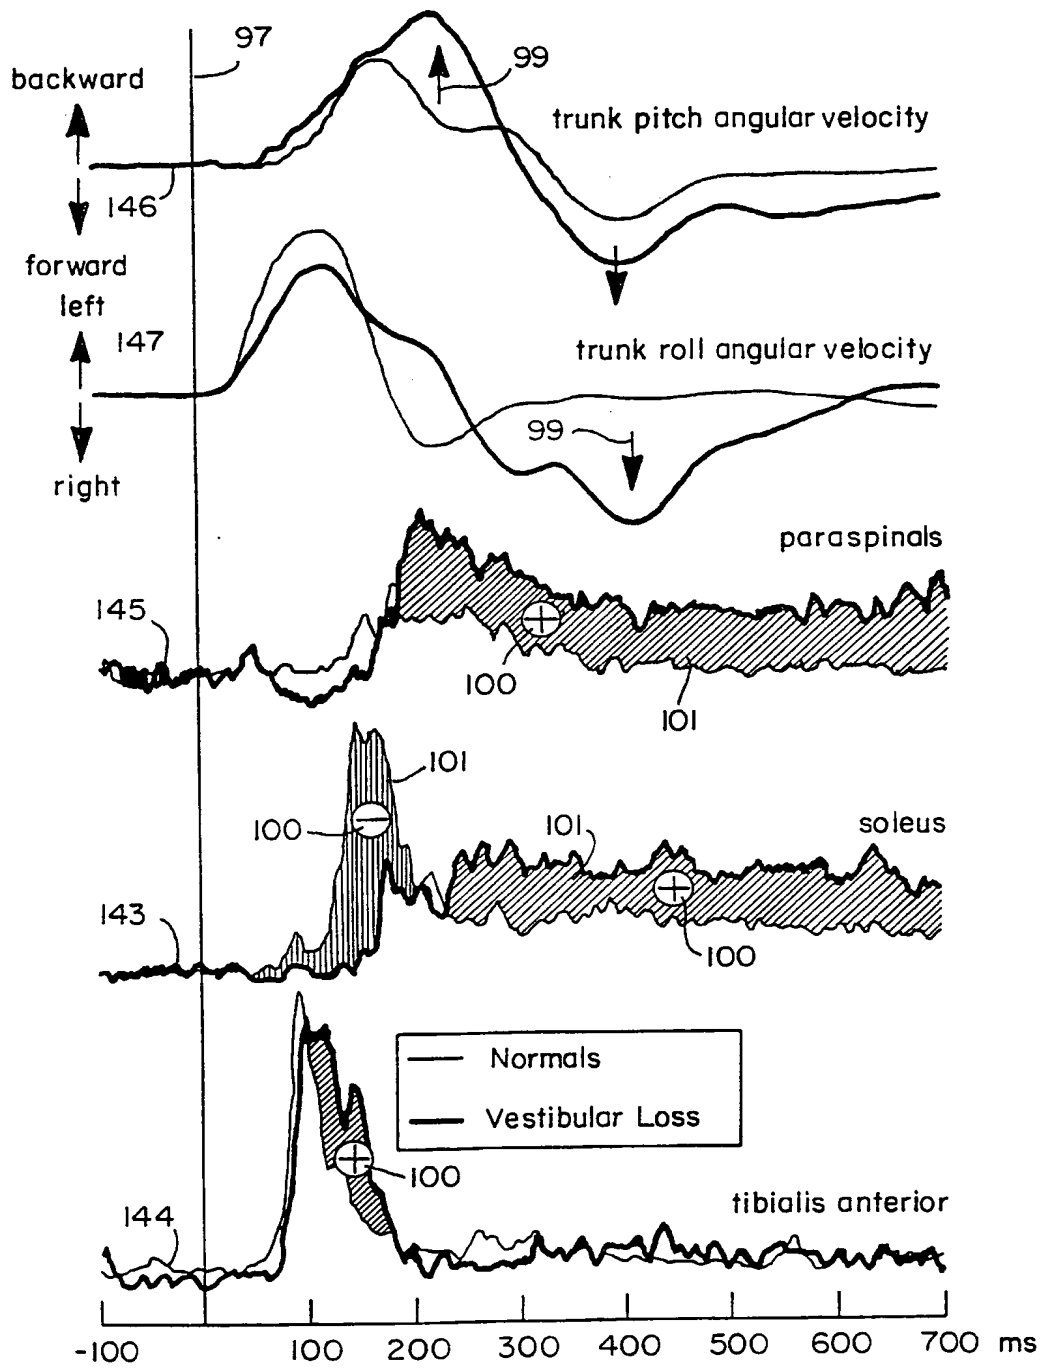 97
backward
99
trunk pitch angular velocity
146
forward
left
147
trunk roll angular velocity
99
right
paraspinals
145
100
101
101
100
101
soleus
143
100
Normals
Vestibular Loss
100
144
tibialis anterior
-100 0 100 200 300 400 500 600 700 ms